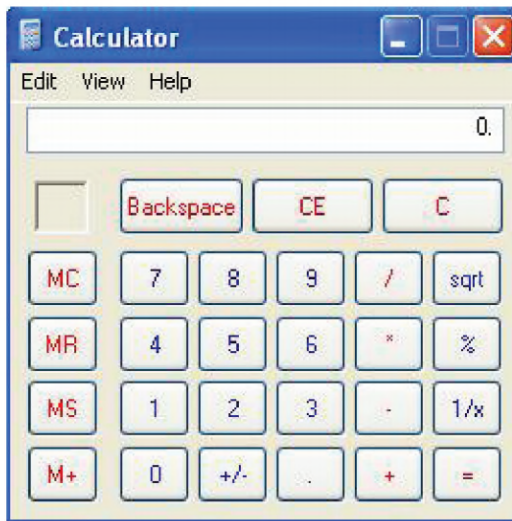 Calculator
Edit View Help
0.
Backspace CE C
MC 7 8 9 / sqrt
MR 4 5 6 * %
MS 1 2 3 - 1/x
M+ 0 +/- . + =